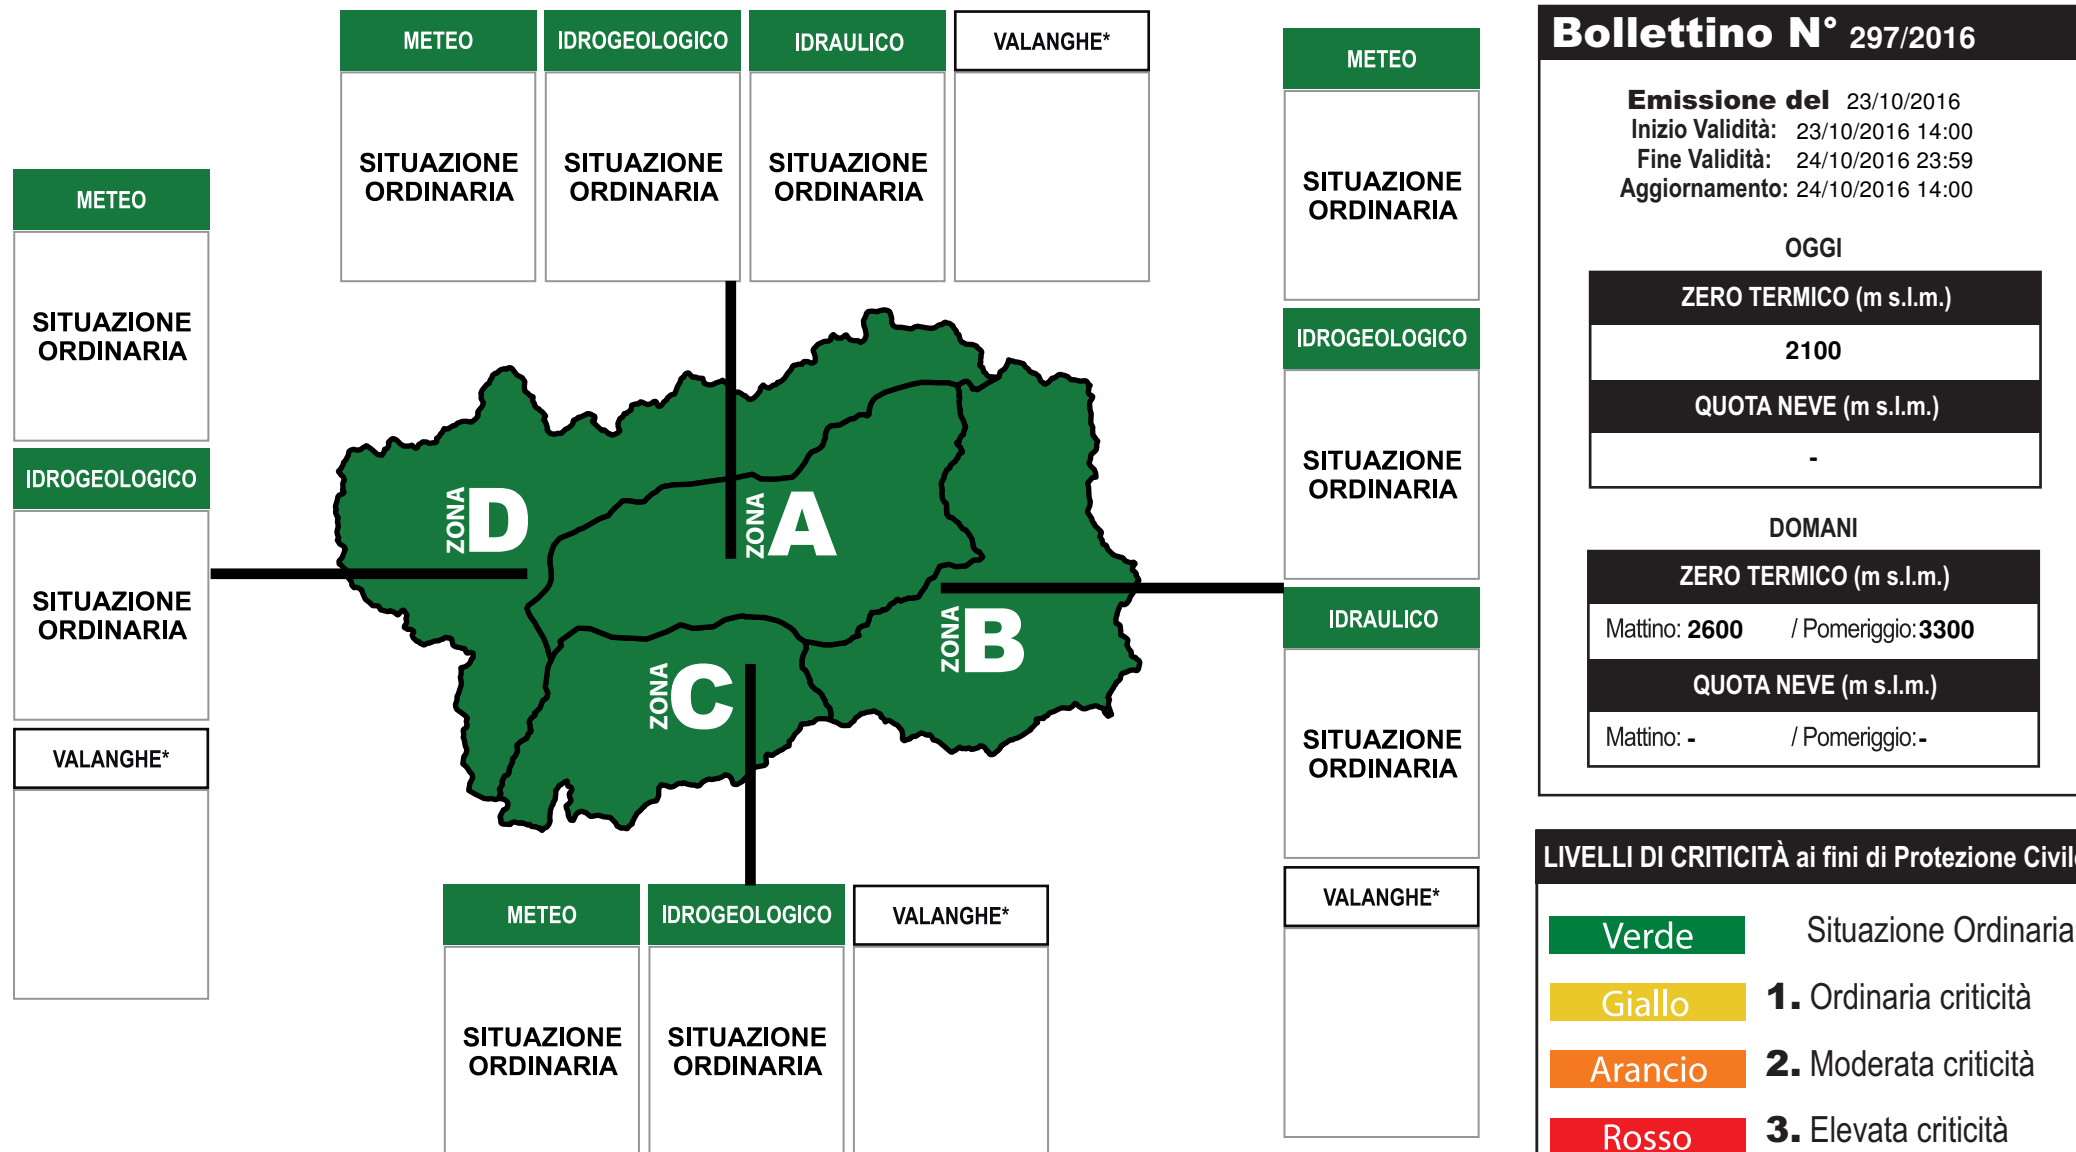 METEO IDROGEOLOGICO IDRAULICO VALANGHE*
SITUAZIONE ORDINARIA SITUAZIONE ORDINARIA SITUAZIONE ORDINARIA
METEO
SITUAZIONE
ORDINARIA
IDROGEOLOGICO
SITUAZIONE
ORDINARIA
VALANGHE*
ZONA D
ZONA A
ZONA B
ZONA C
METEO
SITUAZIONE
ORDINARIA
IDROGEOLOGICO
SITUAZIONE
ORDINARIA
IDRAULICO
SITUAZIONE
ORDINARIA
VALANGHE*
METEO IDROGEOLOGICO VALANGHE*
SITUAZIONE ORDINARIA SITUAZIONE ORDINARIA
Bollettino N° 297/2016
Emissione del 23/10/2016
Inizio Validità: 23/10/2016 14:00
Fine Validità: 24/10/2016 23:59
Aggiornamento: 24/10/2016 14:00
OGGI
ZERO TERMICO (m s.l.m.)
2100
QUOTA NEVE (m s.l.m.)
-
DOMANI
ZERO TERMICO (m s.l.m.)
Mattino: 2600 / Pomeriggio: 3300
QUOTA NEVE (m s.l.m.)
Mattino: - / Pomeriggio: -
LIVELLI DI CRITICITÀ ai fini di Protezione Civil
Verde Situazione Ordinaria
Giallo 1. Ordinaria criticità
Arancio 2. Moderata criticità
Rosso 3. Elevata criticità